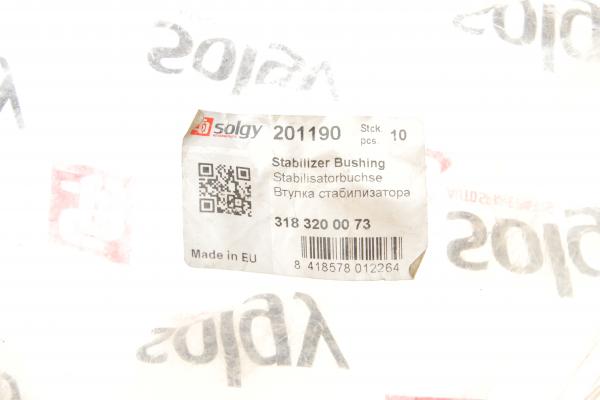 solgy 201190 Stck. pcs. 10
Stabilizer Bushing
Stabilisatorbuchse
Втулка стабилизатора
318 320 00 73
Made in EU
8 418578 012264
solgy
solgy
solgy
solgy
solgy